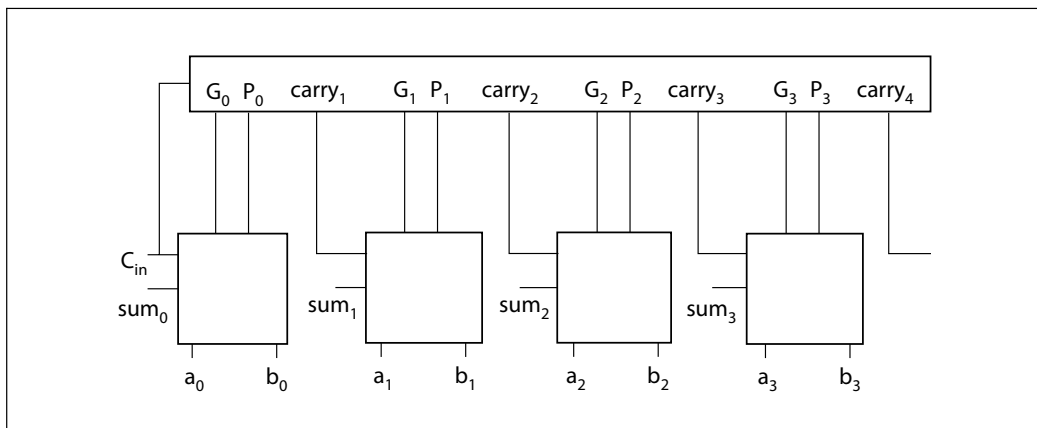 G₀ P₀ carry₁ G₁ P₁ carry₂ G₂ P₂ carry₃ G₃ P₃ carry₄
Cᵢₙ
sum₀ sum₁ sum₂ sum₃
a₀ b₀ a₁ b₁ a₂ b₂ a₃ b₃